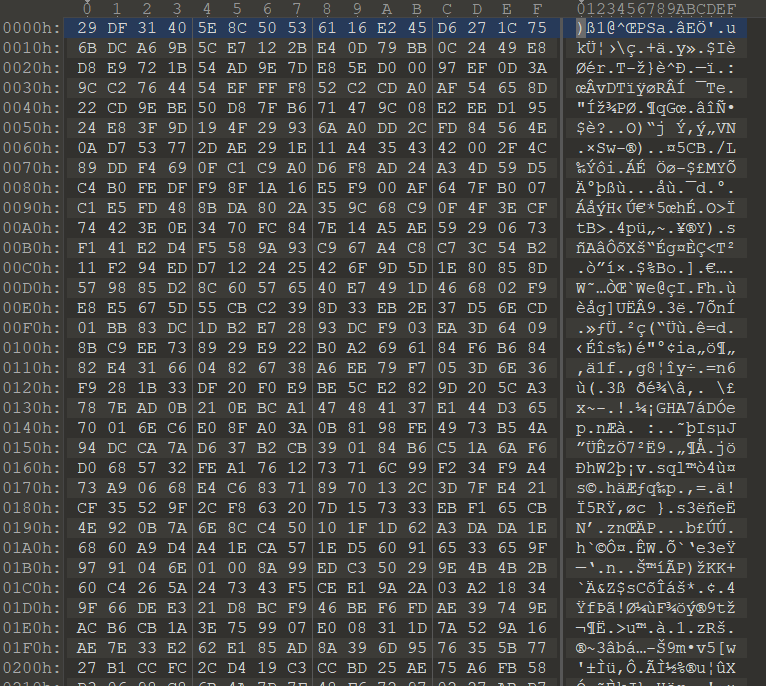 0 1 2 3 4 5 6 7 8 9 A B C D E F 0123456789ABCDEF
0000h: 29 DF 31 40 5E 8C 50 53 61 16 E2 45 D6 27 1C 75 )ß1@^ŒPSa.âEÖ'.u
0010h: 6B DC A6 9B 5C E7 12 2B E4 0D 79 BB 0C 24 49 E8 kÜ¦›\ç.+ä.y».$Iè
0020h: D8 E9 72 1B 54 AD 9E 7D E8 5E D0 00 97 EF 0D 3A Øér.T-ž}è^Ð.—ï.:
0030h: 9C C2 76 44 54 EF FF F8 52 C2 CD A0 AF 54 65 8D œÂvDTïÿøRÂÍ ¯Te.
0040h: 22 CD 9E BE 50 D8 7F B6 71 47 9C 08 E2 EE D1 95 "Íž¾PØ.¶qGœ.âîÑ•
0050h: 24 E8 3F 9D 19 4F 29 93 6A A0 DD 2C FD 84 56 4E $è?..O)“j Ý,ý„VN
0060h: 0A D7 53 77 2D AE 29 1E 11 A4 35 43 42 00 2F 4C .×Sw-®)..¤5CB./L
0070h: 89 DD F4 69 0F C1 C9 A0 D6 F8 AD 24 A3 4D 59 D5 ‰Ýôi.ÁÉ Öø-$£MYÕ
0080h: C4 B0 FE DF F9 8F 1A 16 E5 F9 00 AF 64 7F B0 07 Ä°þßù...åù.¯d.°.
0090h: C1 E5 FD 48 8B DA 80 2A 35 9C 68 C9 0F 4F 3E CF ÁåýH‹Ú€*5œhÉ.O>Ï
00A0h: 74 42 3E 0E 34 70 FC 84 7E 14 A5 AE 59 29 06 73 tB>.4pü„~.¥®Y).s
00B0h: F1 41 E2 D4 F5 58 9A 93 C9 67 A4 C8 C7 3C 54 B2 ñAâÔõXš“Ég¤ÈÇ<T²
00C0h: 11 F2 94 ED D7 12 24 25 42 6F 9D 5D 1E 80 85 8D .ò”í×.$%Bo.].€….
00D0h: 57 98 85 D2 8C 60 57 65 40 E7 49 1D 46 68 02 F9 W˜…ÒŒ`We@çI.Fh.ù
00E0h: E8 E5 67 5D 55 CB C2 39 8D 33 EB 2E 37 D5 6E CD èåg]UËÂ9.3ë.7ÕnÍ
00F0h: 01 BB 83 DC 1D B2 E7 28 93 DC F9 03 EA 3D 64 09 .»ƒÜ.²ç(“Üù.ê=d.
0100h: 8B C9 EE 73 89 29 E9 22 B0 A2 69 61 84 F6 B6 84 ‹Éîs‰)é"°¢ia„ö¶„
0110h: 82 E4 31 66 04 82 67 38 A6 EE 79 F7 05 3D 6E 36 ‚ä1f.‚g8¦îy÷.=n6
0120h: F9 28 1B 33 DF 20 F0 E9 BE 5C E2 82 9D 20 5C A3 ù(.3ß ðé¾\â‚. \£
0130h: 78 7E AD 0B 21 0E BC A1 47 48 41 37 E1 44 D3 65 x~-.!.¼¡GHA7áDÓe
0140h: 70 01 6E C6 E0 8F A0 3A 0B 81 98 FE 49 73 B5 4A p.nÆà. :..˜þIsµJ
0150h: 94 DC CA 7A D6 37 B2 CB 39 01 84 B6 C5 1A 6A F6 ”ÜÊzÖ7²Ë9.„¶Å.jö
0160h: D0 68 57 32 FE A1 76 12 73 71 6C 99 F2 34 F9 A4 ÐhW2þ¡v.sql™ò4ù¤
0170h: 73 A9 06 68 E4 C6 83 71 89 70 13 2C 3D 7F E4 21 s©.häÆƒq‰p.,=.ä!
0180h: CF 35 52 9F 2C F8 63 20 7D 15 73 33 EB F1 65 CB Ï5RŸ,øc }.s3ëñeË
0190h: 4E 92 0B 7A 6E 8C C4 50 10 1F 1D 62 A3 DA DA 1E N’.znŒÄP...b£ÚÚ.
01A0h: 68 60 A9 D4 A4 1E CA 57 1E D5 60 91 65 33 65 9F h`©Ô¤.ÊW.Õ`‘e3eŸ
01B0h: 97 91 04 6E 01 00 8A 99 ED C3 50 29 9E 4B 4B 2B —‘.n..Š™íÃP)žKK+
01C0h: 60 C4 26 5A 24 73 43 F5 CE E1 9A 2A 03 A2 18 34 `Ä&Z$sCõÎáš*.¢.4
01D0h: 9F 66 DE E3 21 D8 BC F9 46 BE F6 FD AE 39 74 9E ŸfÞã!Ø¼ùF¾öý®9tž
01E0h: AC B6 CB 1A 3E 75 99 07 E0 08 31 1D 7A 52 9A 16 ¬¶Ë.>u™.à.1.zRš.
01F0h: AE 7E 33 E2 62 E1 85 AD 8A 39 6D 95 76 35 5B 77 ®~3âbá…-Š9m•v5[w
0200h: 27 B1 CC FC 2C D4 19 C3 CC BD 25 AE 75 A6 FB 58 '±Ìü,Ô.ÃÌ½%®u¦ûX